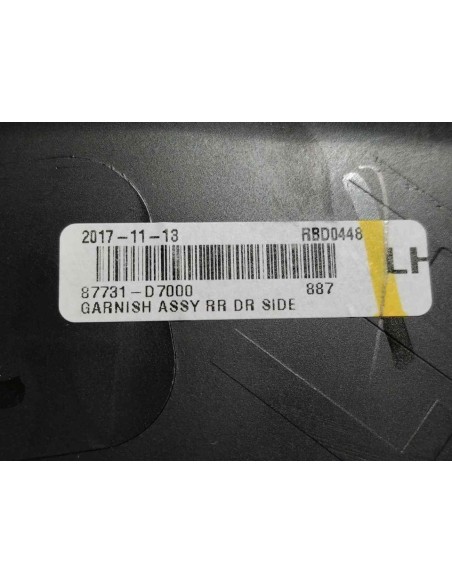 2017-11-13 RBD0448
LH
87731-D7000 887
GARNISH ASSY RR DR SIDE